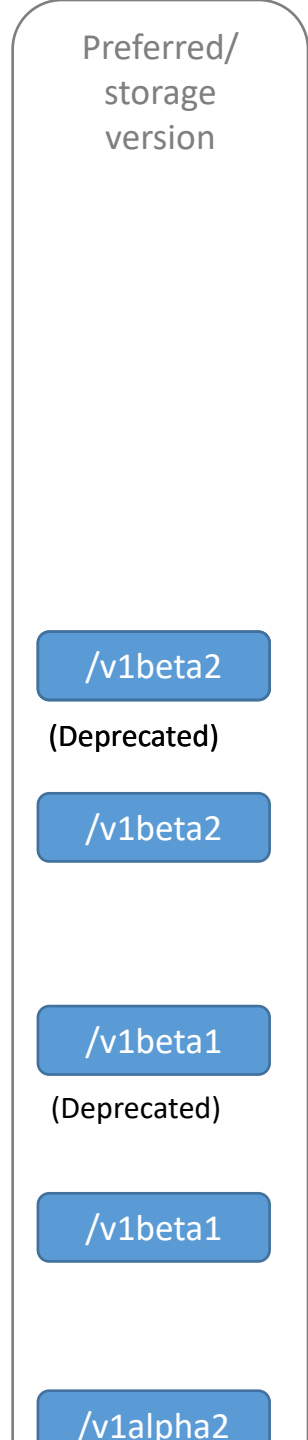 Preferred/
storage
version
/v1beta2
(Deprecated)
/v1beta2
/v1beta1
(Deprecated)
/v1beta1
/v1alpha2